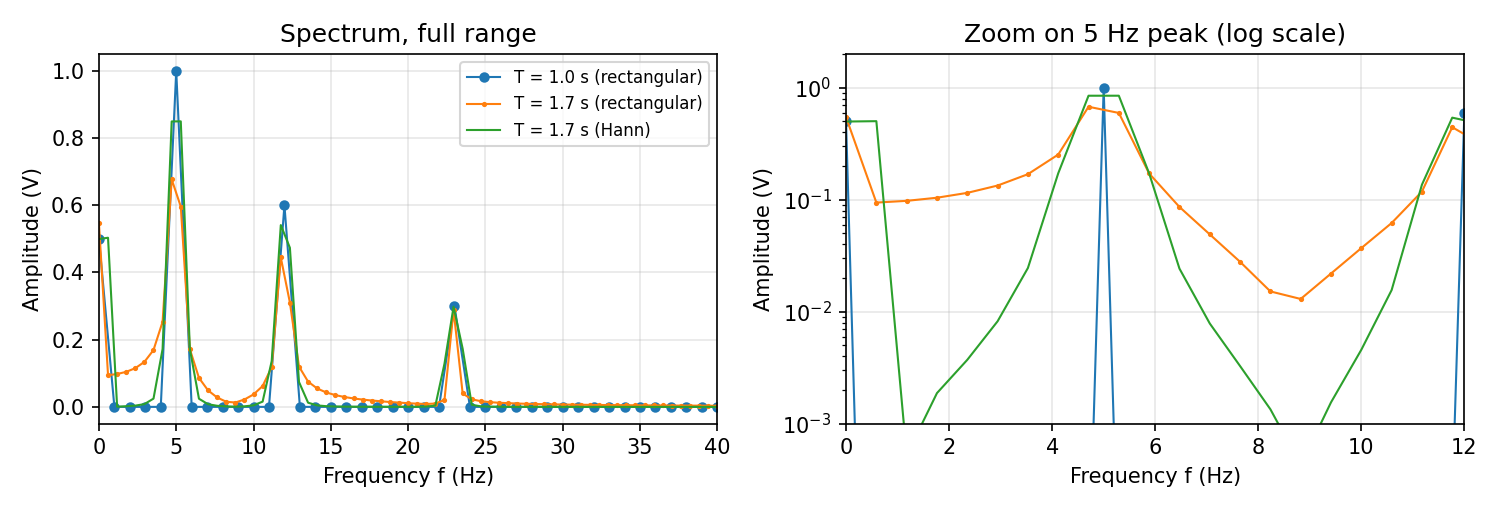 Spectrum, full range
Amplitude (V)
1.0
0.8
0.6
0.4
0.2
0.0
T = 1.0 s (rectangular)
T = 1.7 s (rectangular)
T = 1.7 s (Hann)
0 5 10 15 20 25 30 35 40
Frequency f (Hz)
Zoom on 5 Hz peak (log scale)
Amplitude (V)
10⁰
10⁻¹
10⁻²
10⁻³
0 2 4 6 8 10 12
Frequency f (Hz)